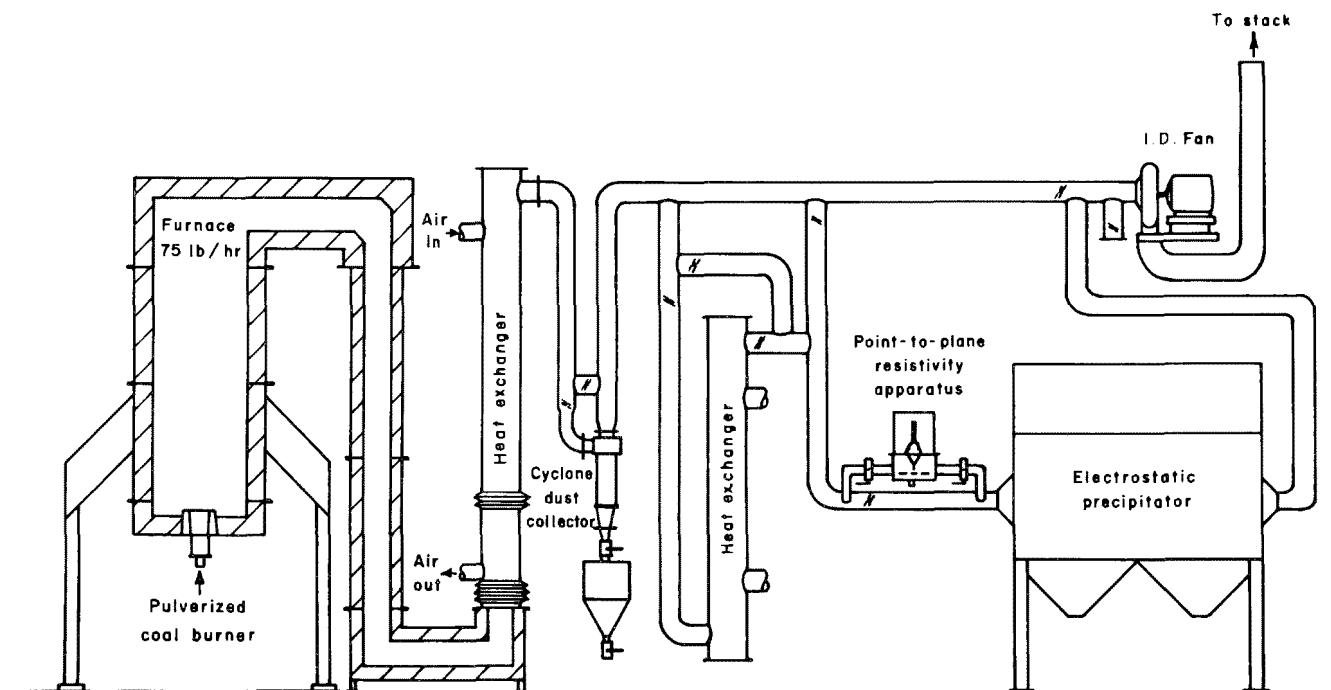 To stack
I.D. Fan
Furnace
75 lb/hr
Air
in
Heat exchanger
Point-to-plane
resistivity
apparatus
Cyclone
dust
collector
Heat exchanger
Electrostatic
precipitator
Air
out
Pulverized
coal burner